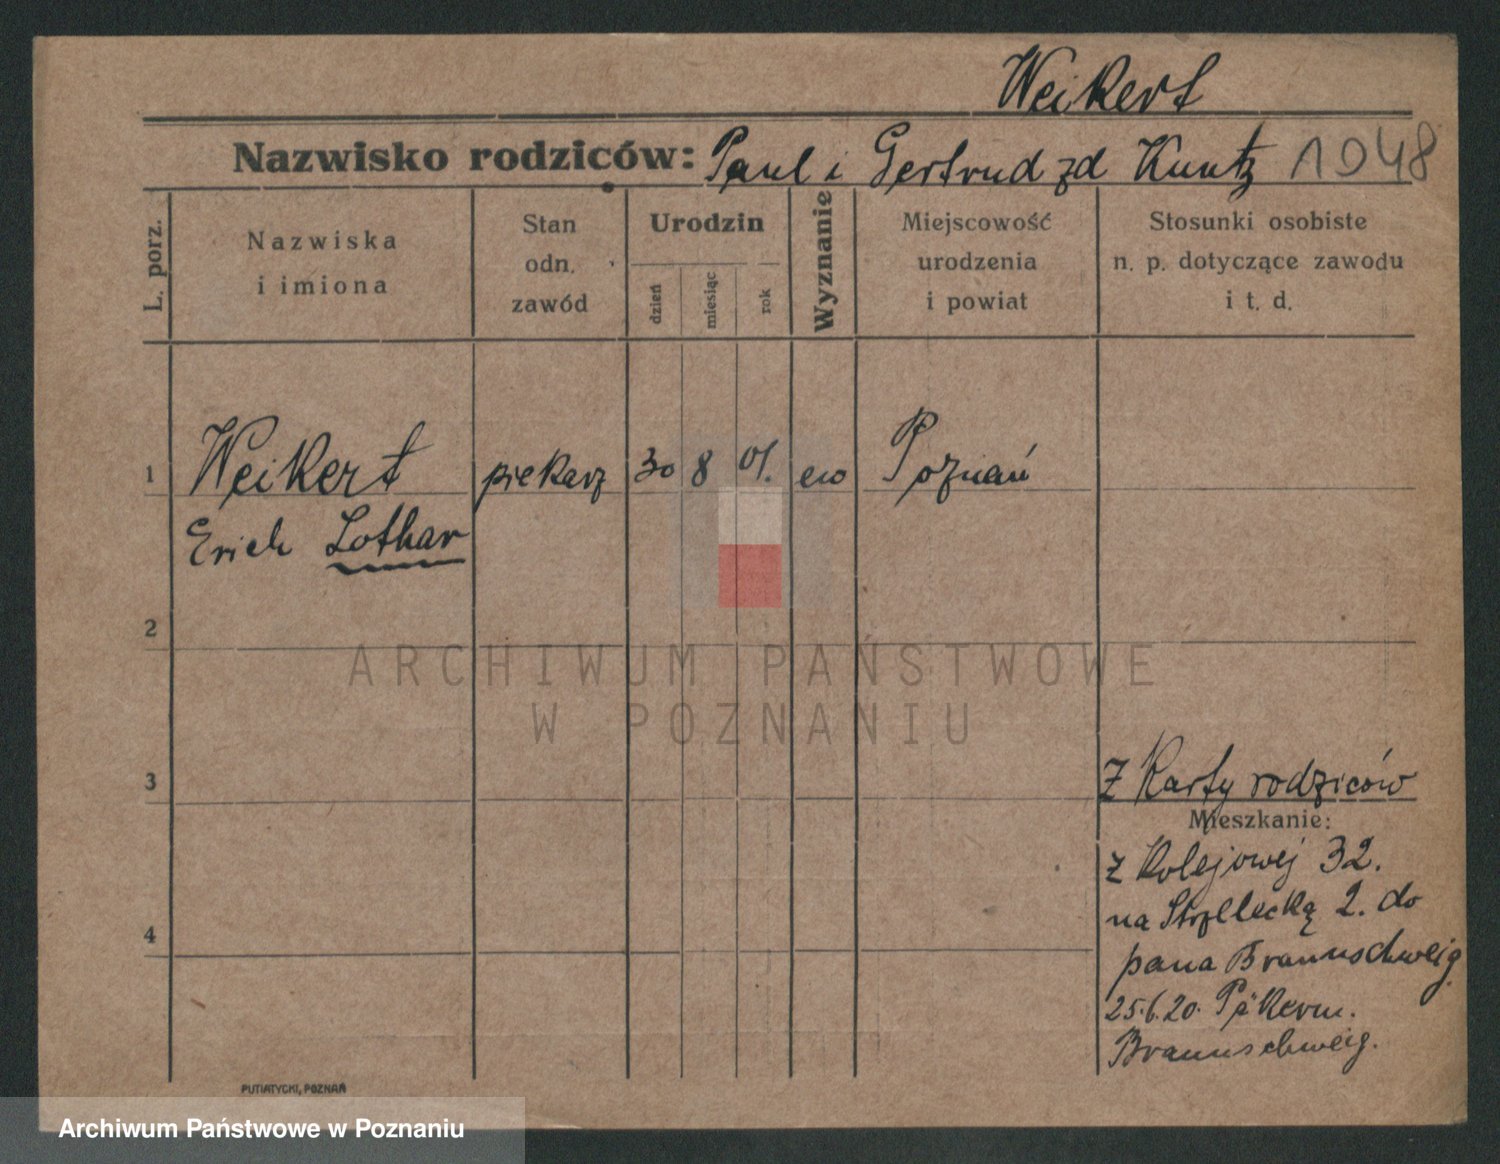 Weikert
Nazwisko rodziców: Paul i Gertrud zd Kuntz 1948
L. porz.
Nazwiska
i imiona
Stan
odn.
zawód
Urodzin
dzień
miesiąc
rok
Wyznanie
Miejscowość
urodzenia
i powiat
Stosunki osobiste
n. p. dotyczące zawodu
i t. d.
1 Weikert piekarz 30 8 01. ew Poznań
Erich Lothar
2
ARCHIWUM PAŃSTWOWE
W POZNANIU
3 z Karty rodziców
Mieszkanie:
z Kolejowej 32.
na Strzelecką 2. do
pana Braunschweig
4
25.6.20.
Braunschweig.
PUTIATYCKI, POZNAŃ
Archiwum Państwowe w Poznaniu